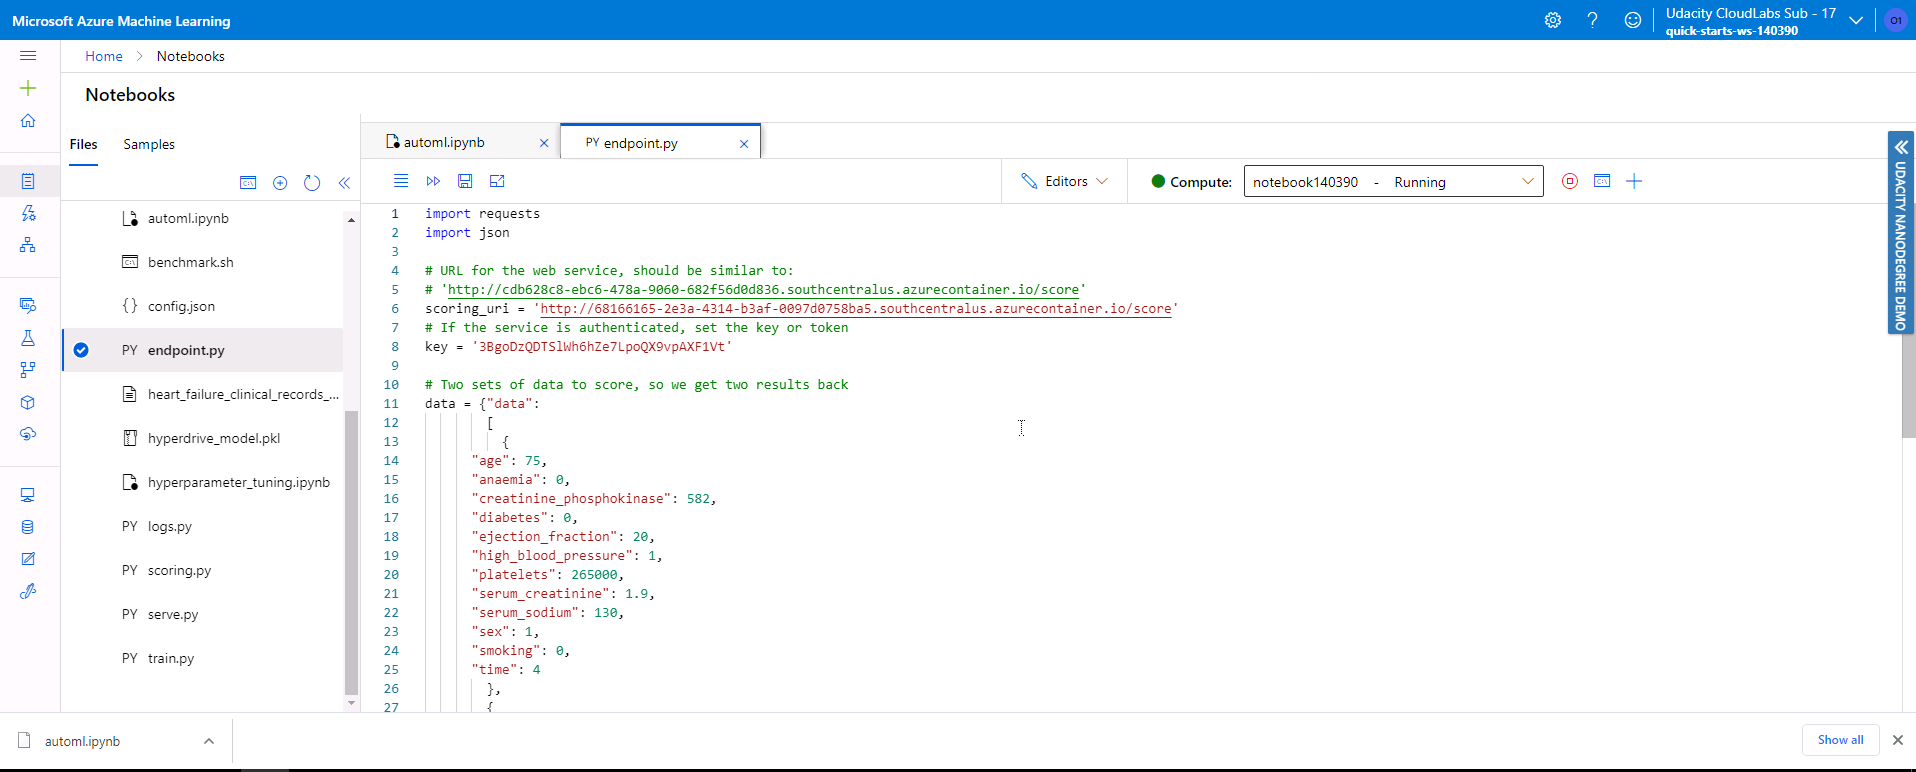 Microsoft Azure Machine Learning
Udacity CloudLabs Sub - 17
quick-starts-ws-140390
O1
Home > Notebooks
Notebooks
Files Samples
automl.ipynb
benchmark.sh
config.json
PY endpoint.py
heart_failure_clinical_records_...
hyperdrive_model.pkl
hyperparameter_tuning.ipynb
PY logs.py
PY scoring.py
PY serve.py
PY train.py
automl.ipynb
PY endpoint.py
Editors
Compute: notebook140390 - Running
1 import requests
2 import json
3
4 # URL for the web service, should be similar to:
5 # 'http://cdb628c8-ebc6-478a-9060-682f56d0d836.southcentralus.azurecontainer.io/score'
6 scoring_uri = 'http://68166165-2e3a-4314-b3af-0097d0758ba5.southcentralus.azurecontainer.io/score'
7 # If the service is authenticated, set the key or token
8 key = '3BgoDzQDTSlWh6hZe7LpoQX9vpAXF1Vt'
9
10 # Two sets of data to score, so we get two results back
11 data = {"data":
12 [
13 {
14 "age": 75,
15 "anaemia": 0,
16 "creatinine_phosphokinase": 582,
17 "diabetes": 0,
18 "ejection_fraction": 20,
19 "high_blood_pressure": 1,
20 "platelets": 265000,
21 "serum_creatinine": 1.9,
22 "serum_sodium": 130,
23 "sex": 1,
24 "smoking": 0,
25 "time": 4
26 },
27 {
UDACITY NANODEGREE DEMO
automl.ipynb
Show all